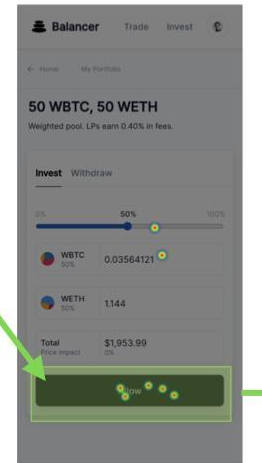 Balancer Trade Invest
← Home My Portfolio
50 WBTC, 50 WETH
Weighted pool. LPs earn 0.40% in fees.
Invest Withdraw
0% 50% 100%
WBTC 0.03564121
50%
WETH 1.144
50%
Total $1,953.99
Price impact 0%